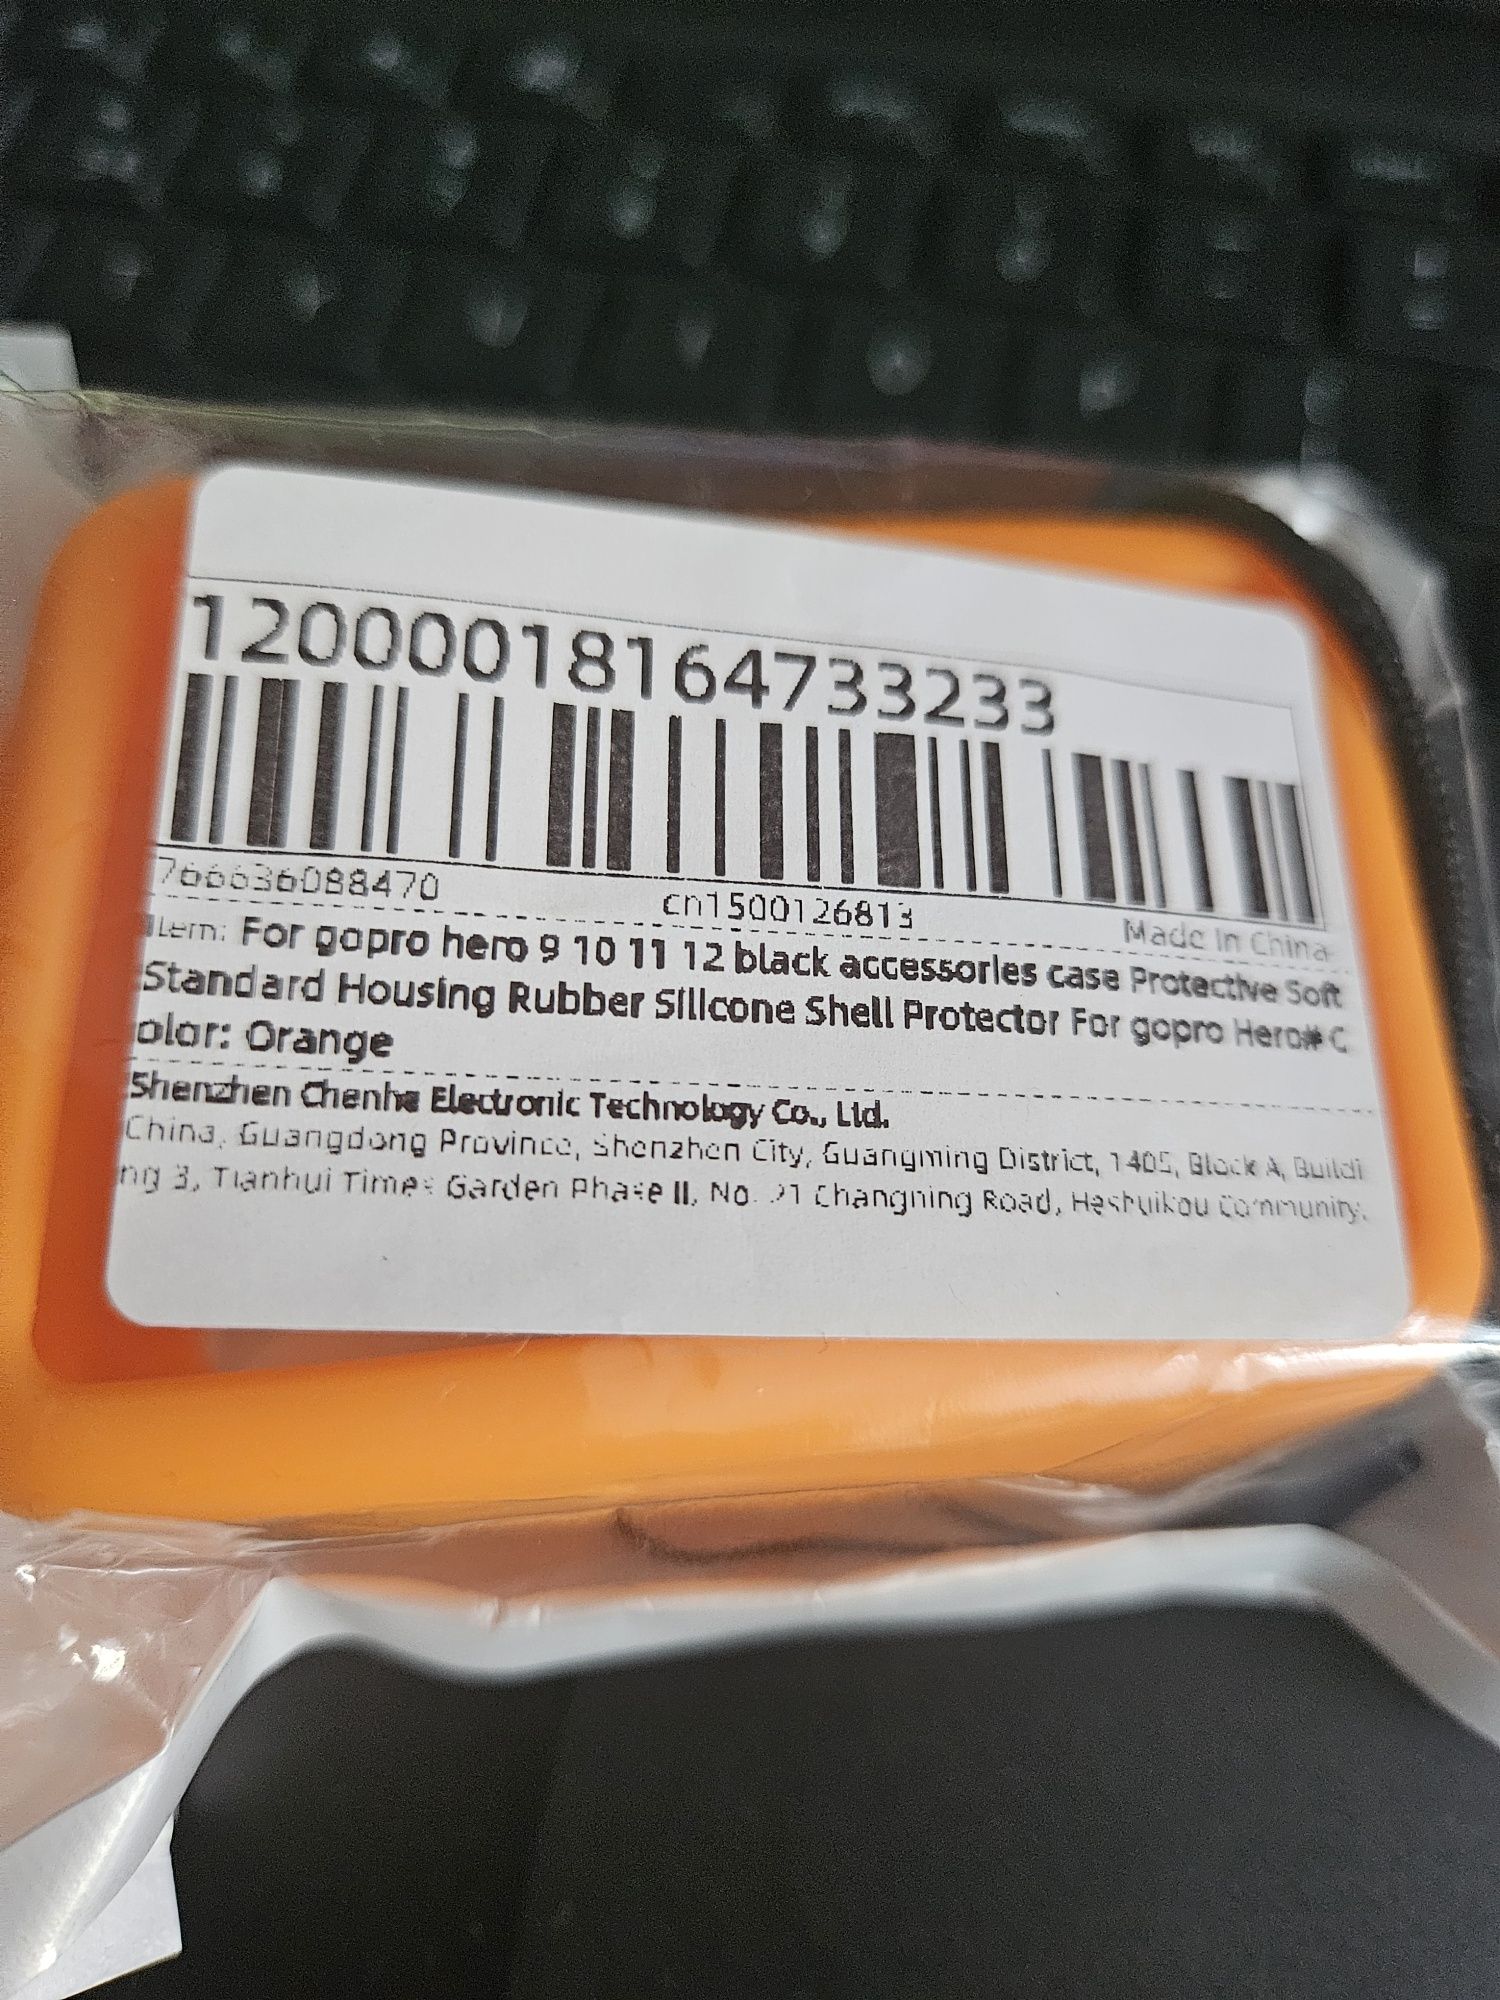 12000018164733233
766636088470 cn1500126813 Made In China
Item: For gopro hero 9 10 11 12 black accessories case Protective Soft
Standard Housing Rubber Silicone Shell Protector For gopro Hero# C
olor: Orange
Shenzhen Chenhe Electronic Technology Co., Ltd.
China, Guangdong Province, Shenzhen City, Guangming District, 1405, Block A, Buildi
ng 3, Tianhui Times Garden Phase II, No. 21 Changning Road, Heshuikou Community,